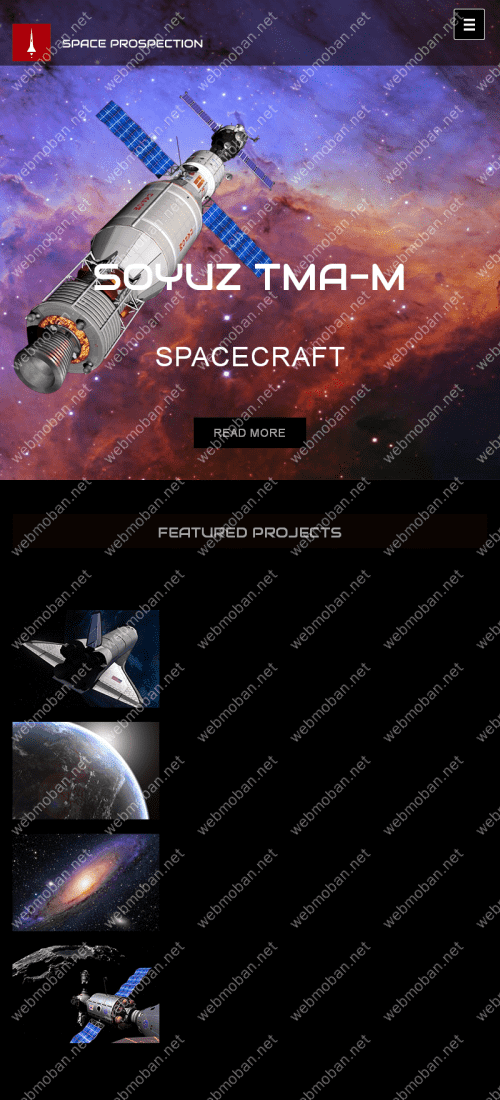 SPACE PROSPECTION
SOYUZ TMA-M
SPACECRAFT
READ MORE
FEATURED PROJECTS
webmoban.net